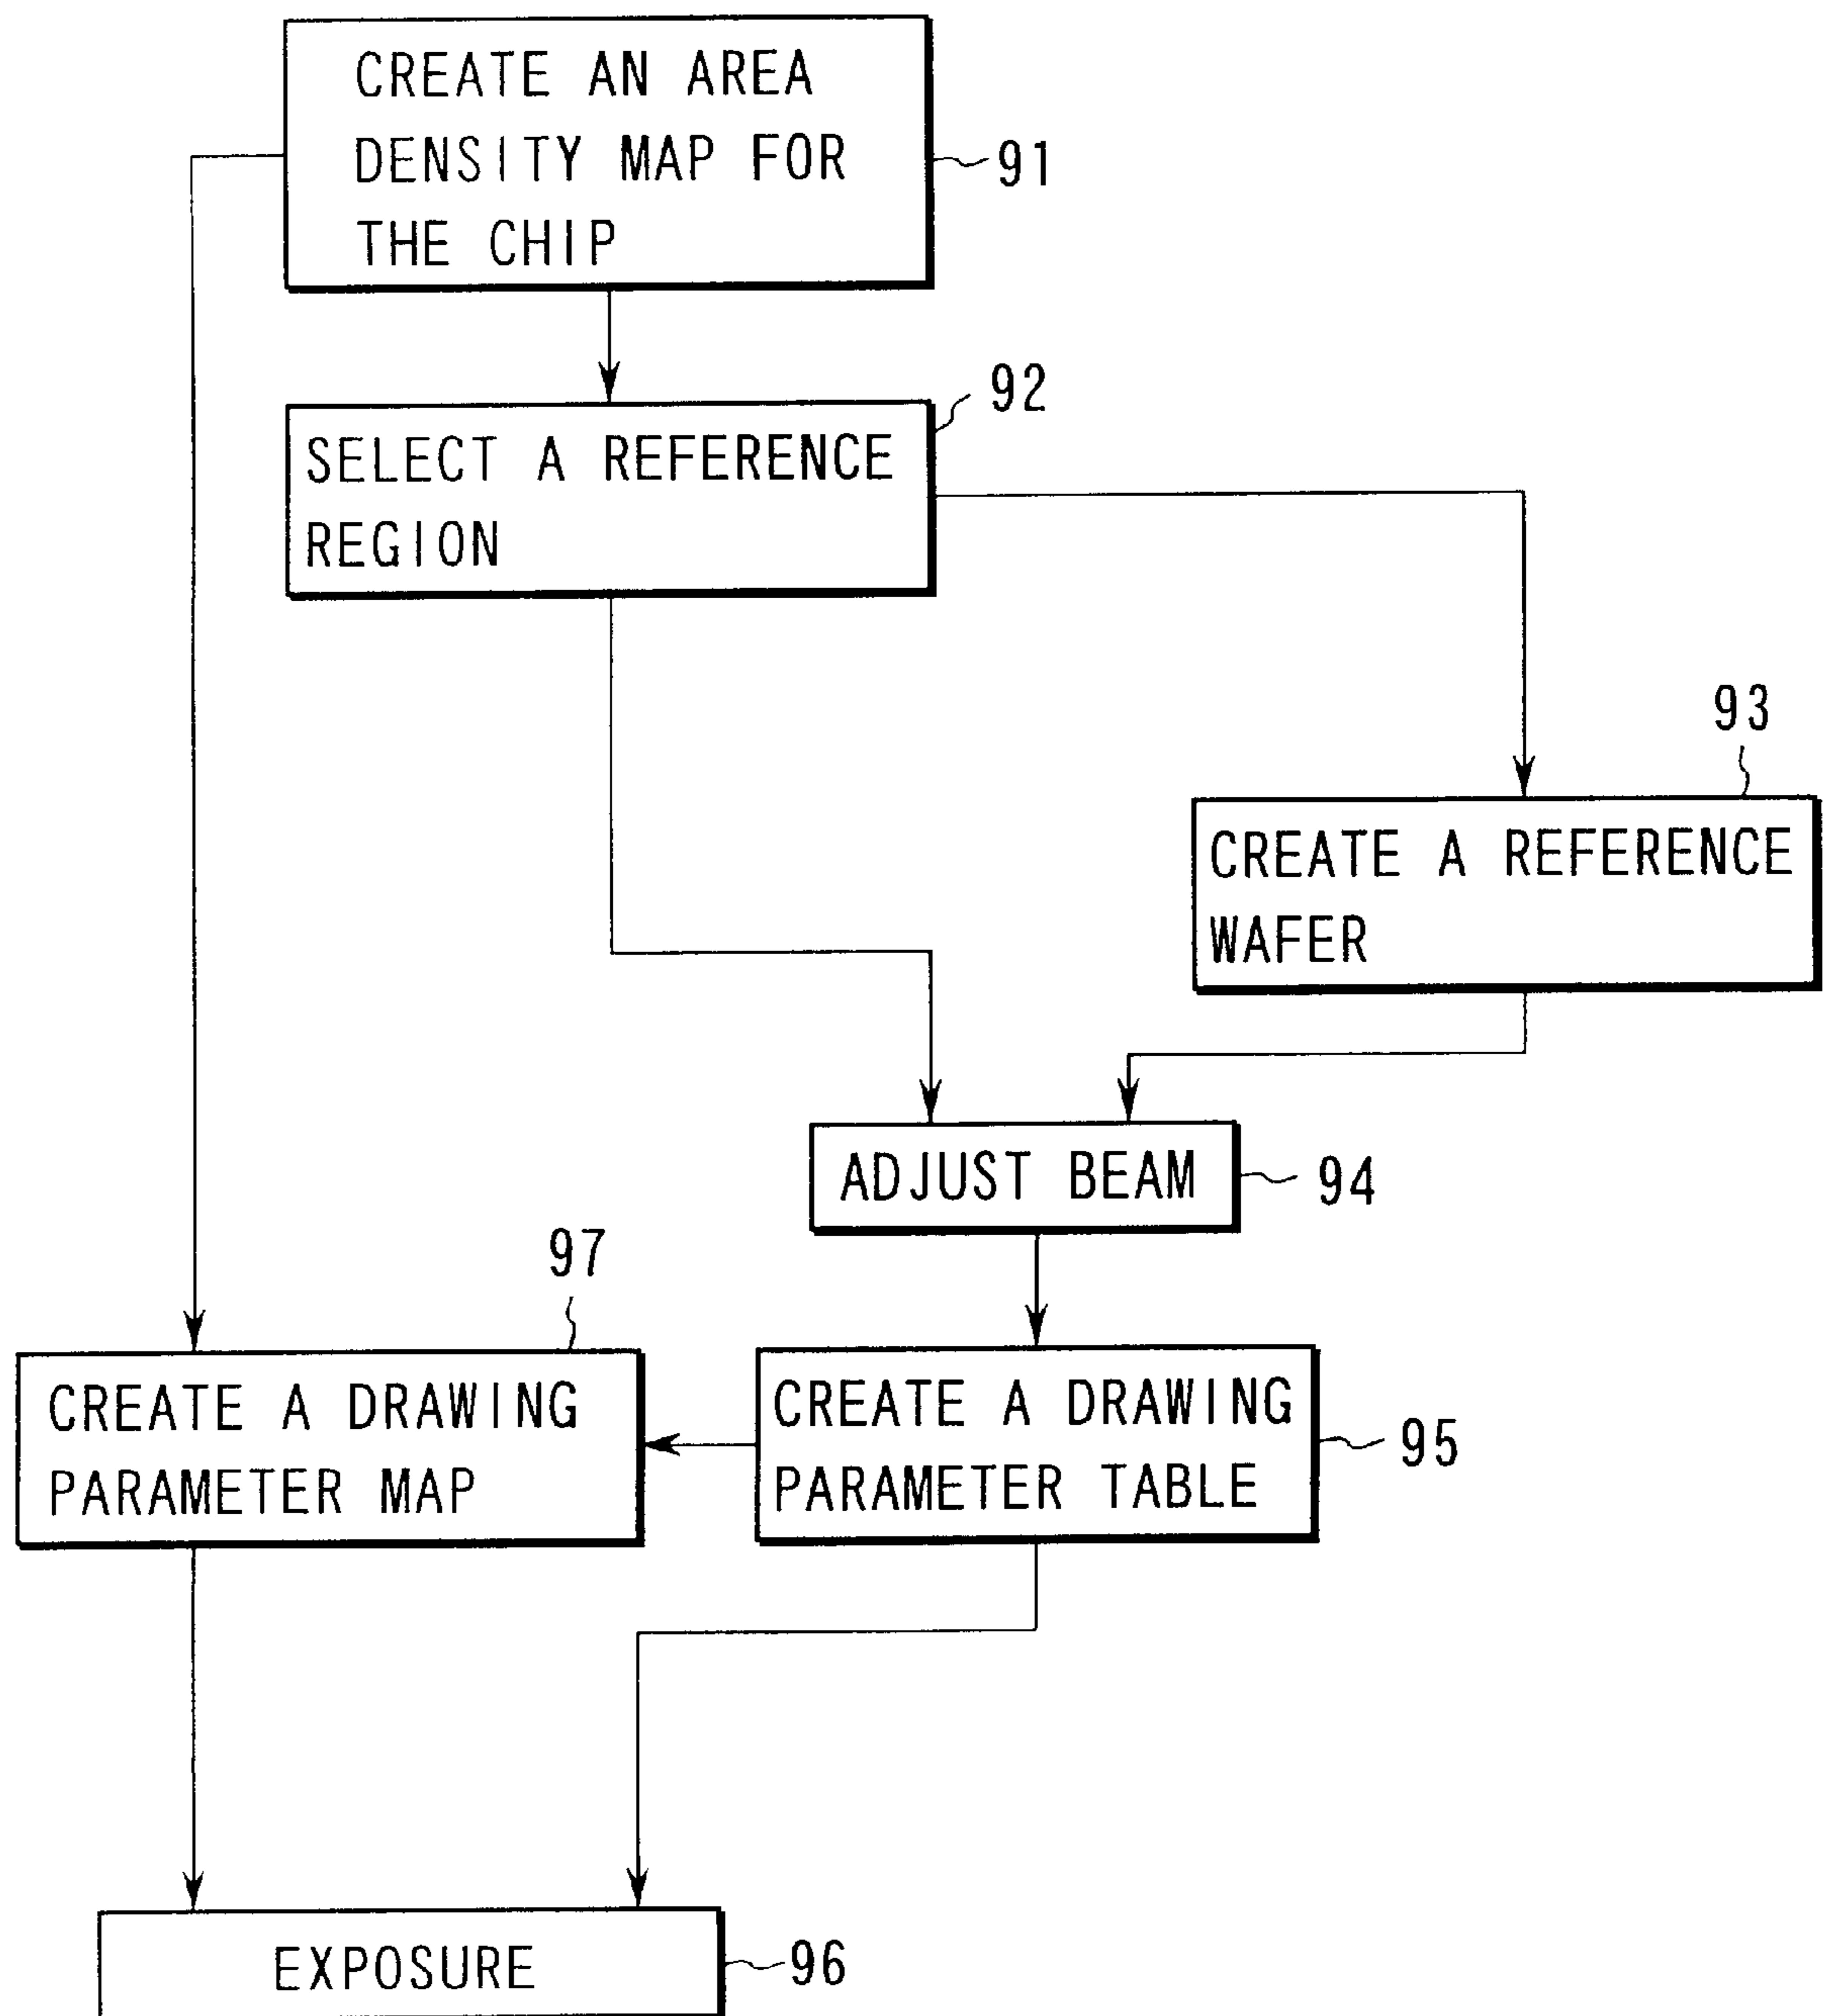 CREATE AN AREA
DENSITY MAP FOR
THE CHIP
91
92
SELECT A REFERENCE
REGION
93
CREATE A REFERENCE
WAFER
ADJUST BEAM
94
97
CREATE A DRAWING
PARAMETER MAP
CREATE A DRAWING
PARAMETER TABLE
95
EXPOSURE
96